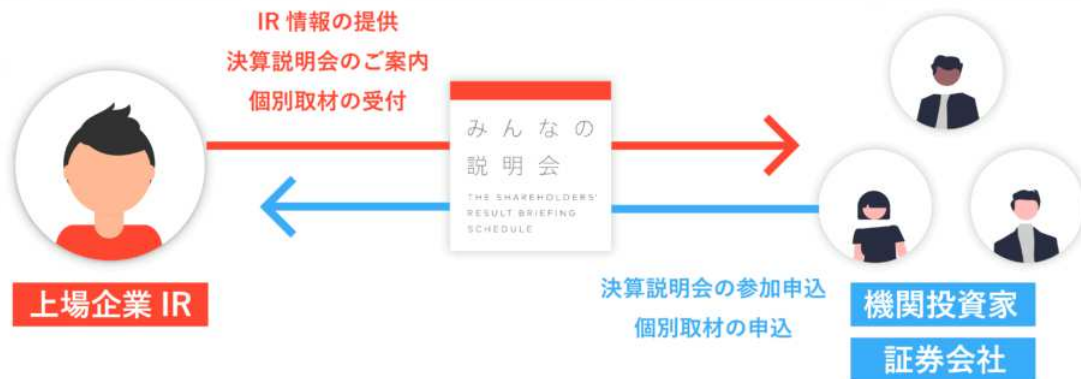 IR 情報の提供
決算説明会のご案内
個別取材の受付
みんなの
説明会
THE SHAREHOLDERS'
RESULT BRIEFING
SCHEDULE
上場企業 IR
決算説明会の参加申込
個別取材の申込
機関投資家
証券会社